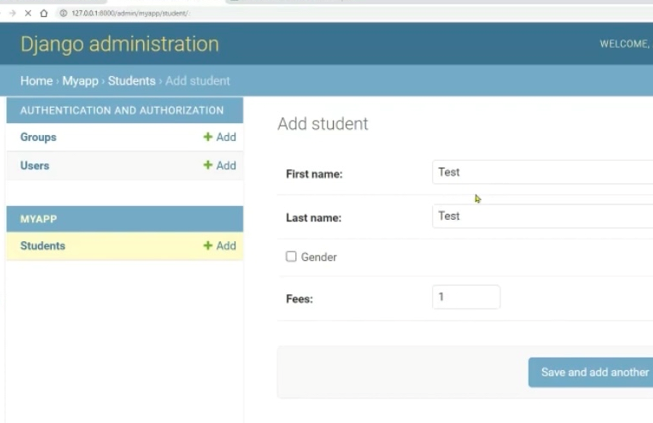 127.0.0.1:8000/admin/myapp/student/
Django administration
WELCOME,
Home › Myapp › Students › Add student
AUTHENTICATION AND AUTHORIZATION
Groups
+ Add
Users
+ Add
MYAPP
Students
+ Add
Add student
First name:
Test
Last name:
Test
Gender
Fees:
1
Save and add another